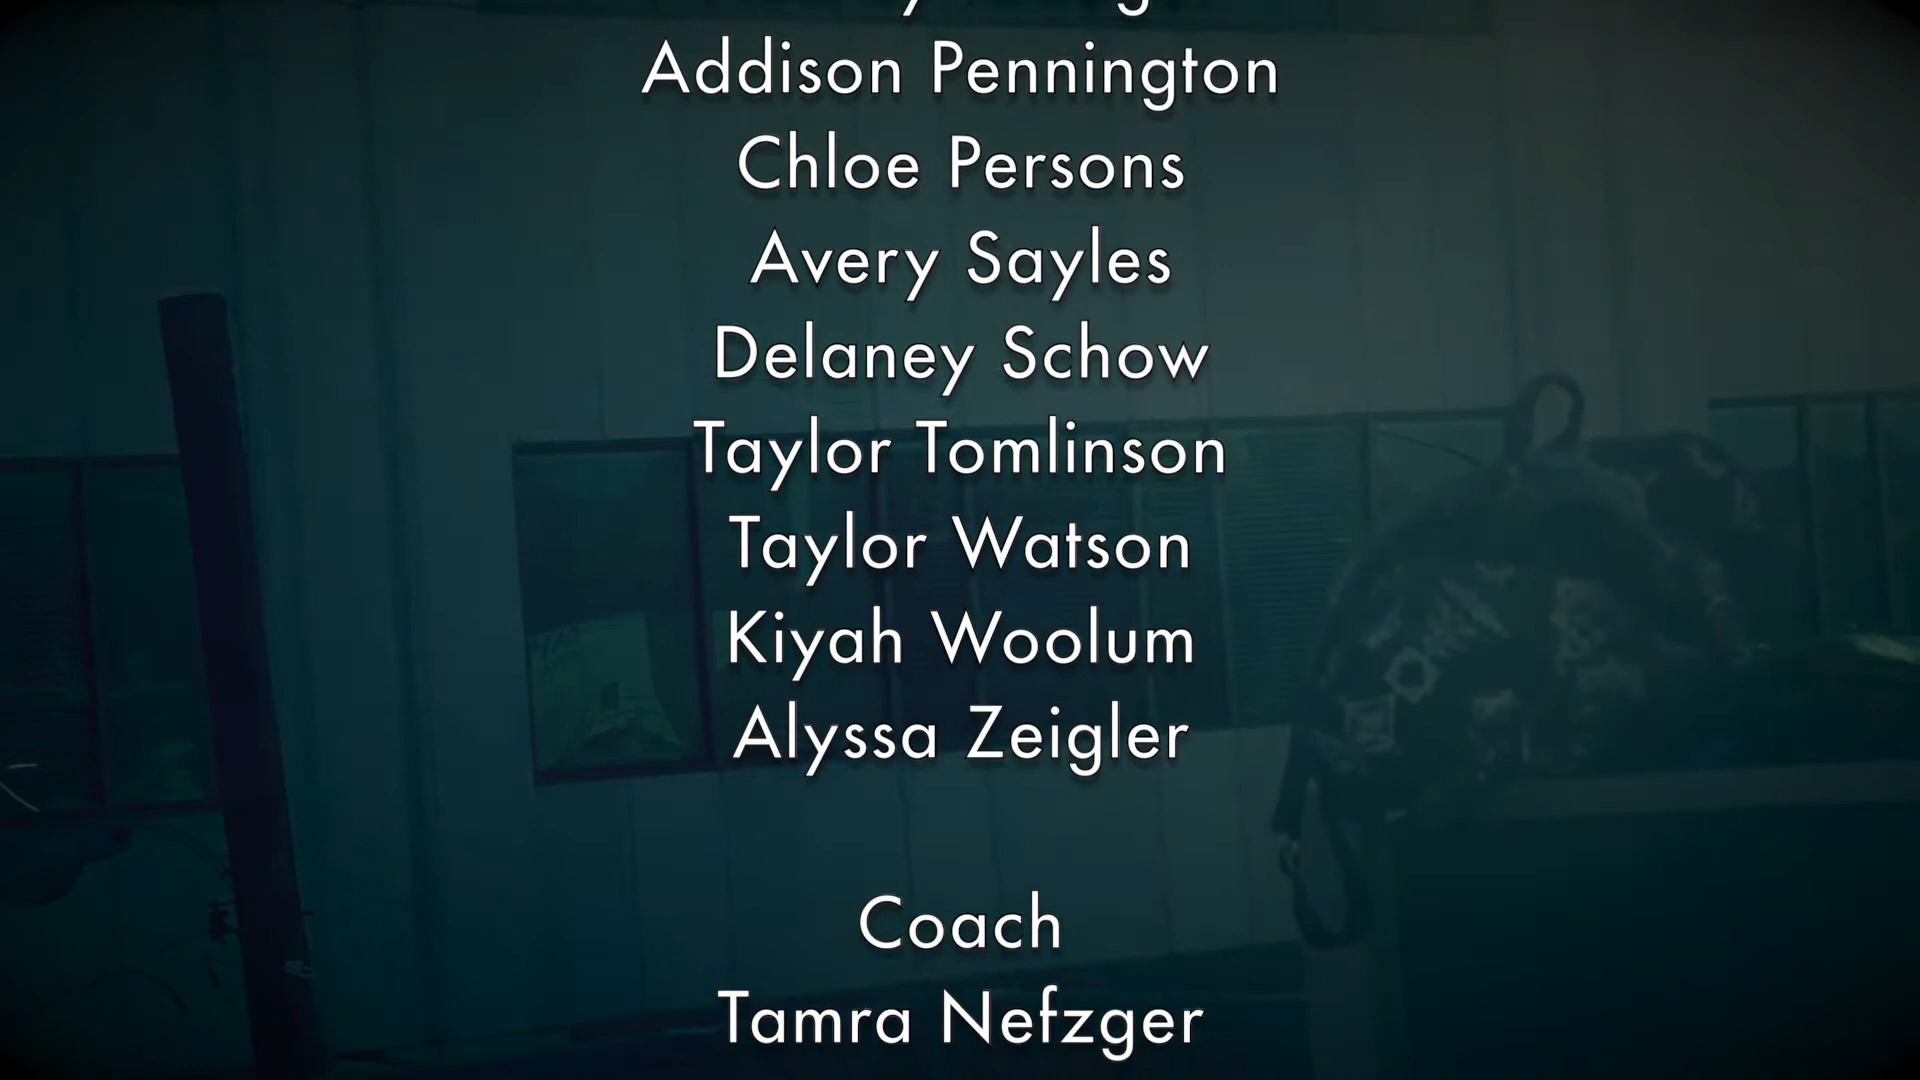 Addison Pennington
Chloe Persons
Avery Sayles
Delaney Schow
Taylor Tomlinson
Taylor Watson
Kiyah Woolum
Alyssa Zeigler
Coach
Tamra Nefzger